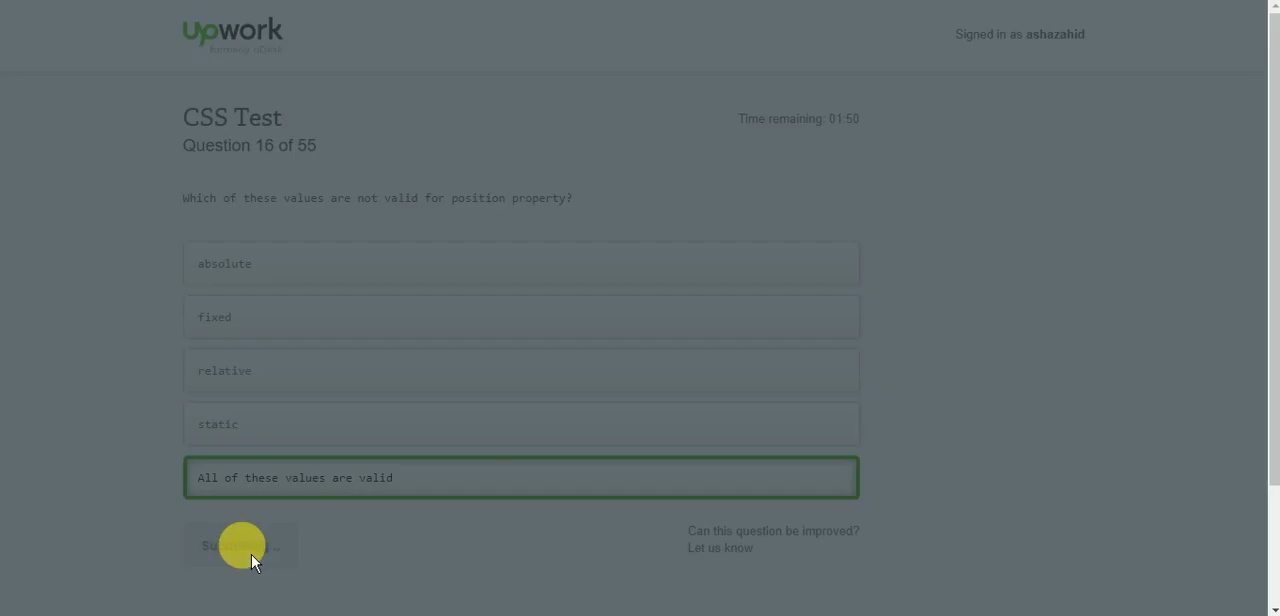 upwork
formerly oDesk
Signed in as ashazahid
CSS Test
Time remaining: 01:50
Question 16 of 55
Which of these values are not valid for position property?
absolute
fixed
relative
static
All of these values are valid
Can this question be improved?
Let us know